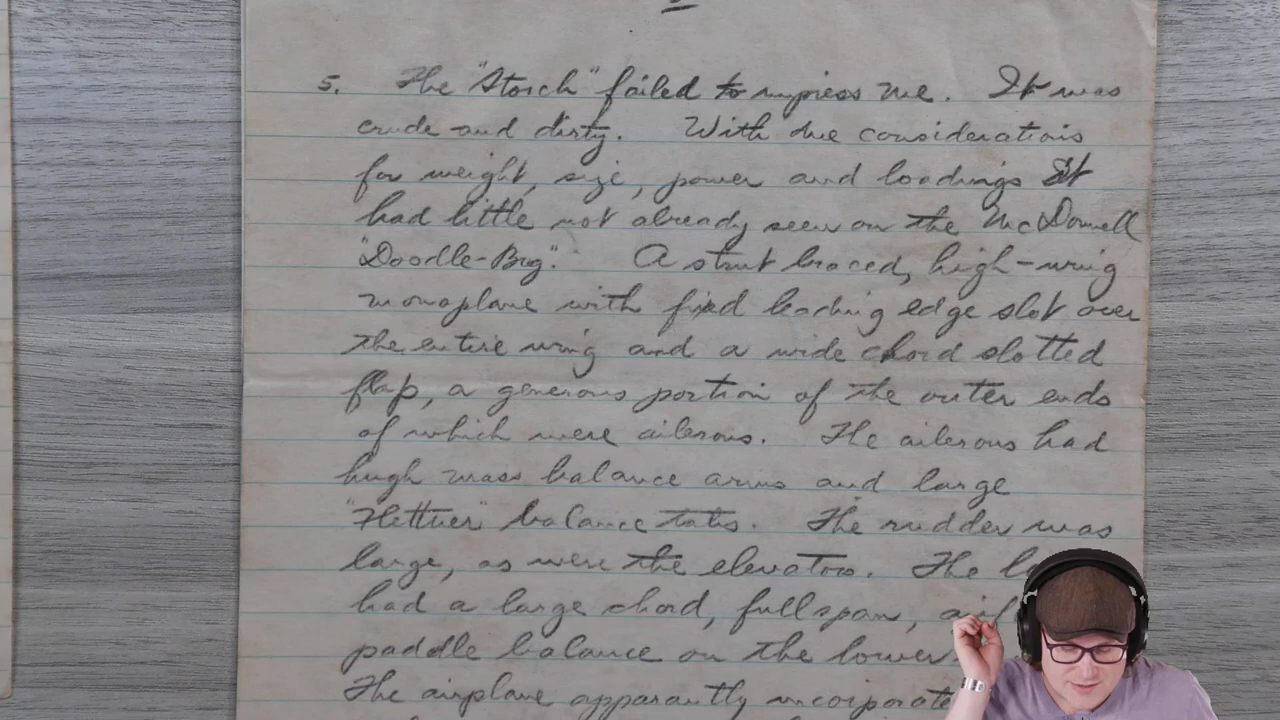 5. The "Storch" failed to impress me. It was
crude and dirty. With due considerations
for weight, size, power and loadings It
had little not already seen on the McDonnell
"Doodle-Bug". A strut braced, high-wing
monoplane with fixed leading edge slot over
the entire wing and a wide chord slotted
flap, a generous portion of the outer ends
of which were ailerons. The ailerons had
hugh mass balance arms and large
"Flettner" balance tabs. The rudder was
large, as were the elevators. The
had a large chord, full span,
paddle balance on the lower
The airplane apparantly